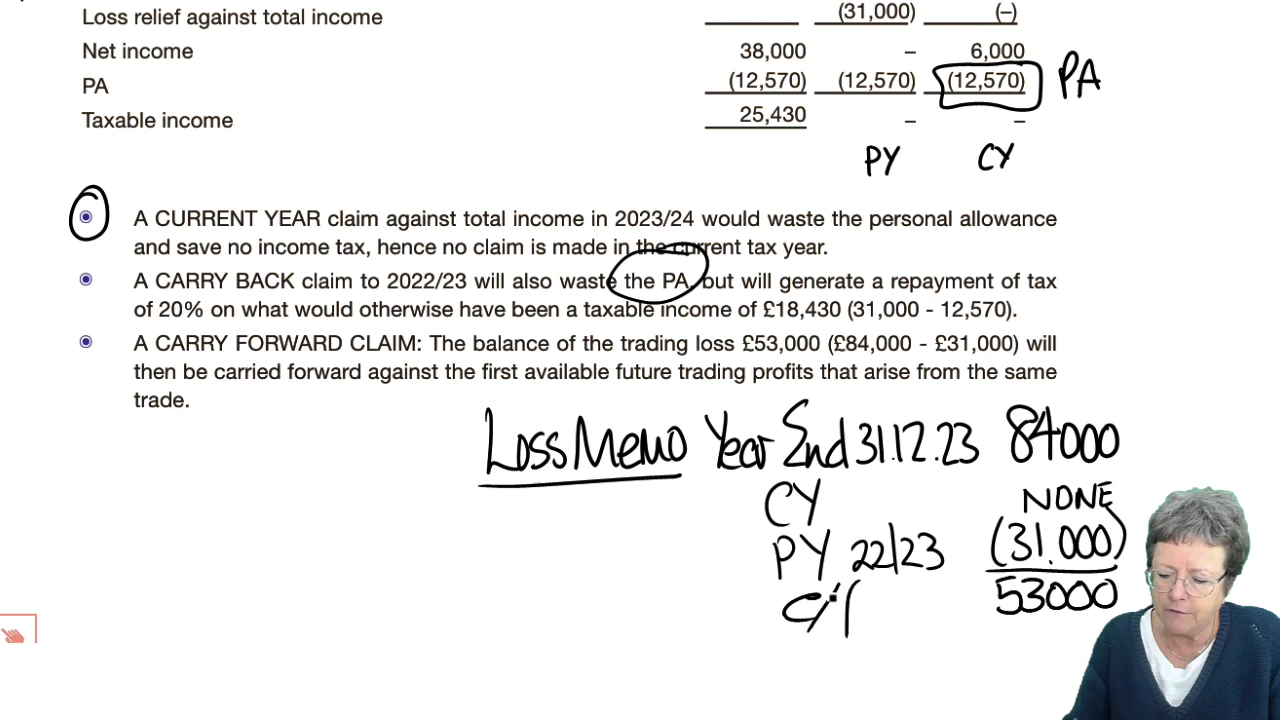 Loss relief against total income (31,000) (–)
Net income 38,000 – 6,000
PA (12,570) (12,570) (12,570) PA
Taxable income 25,430 – –
PY CY
A CURRENT YEAR claim against total income in 2023/24 would waste the personal allowance
and save no income tax, hence no claim is made in the current tax year.
A CARRY BACK claim to 2022/23 will also waste the PA, but will generate a repayment of tax
of 20% on what would otherwise have been a taxable income of £18,430 (31,000 - 12,570).
A CARRY FORWARD CLAIM: The balance of the trading loss £53,000 (£84,000 - £31,000) will
then be carried forward against the first available future trading profits that arise from the same
trade.
Loss Memo Year End 31.12.23 84000
CY NONE
PY 22/23 (31.000)
C/f 53000